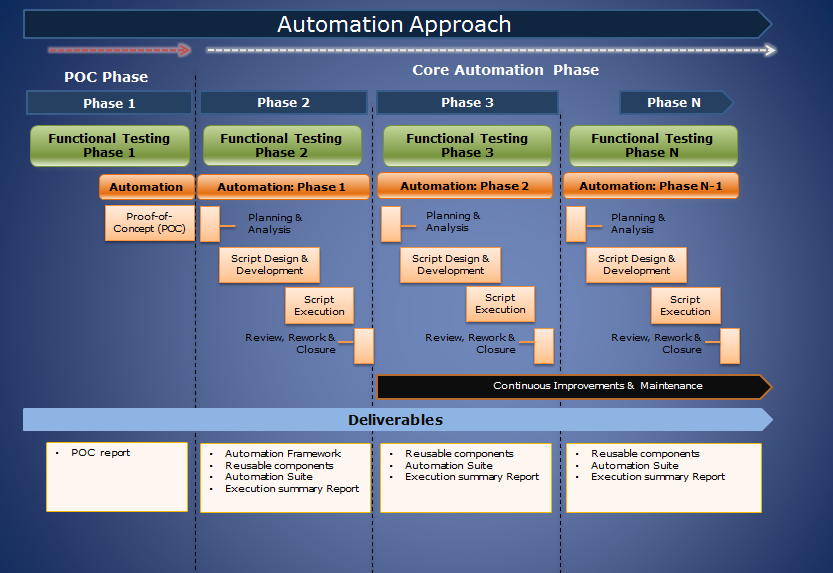 Automation Approach
POC Phase
Core Automation Phase
Phase 1
Phase 2
Phase 3
Phase N
Functional Testing
Phase 1
Functional Testing
Phase 2
Functional Testing
Phase 3
Functional Testing
Phase N
Automation
Automation: Phase 1
Automation: Phase 2
Automation: Phase N-1
Proof-of-
Concept (POC)
Planning &
Analysis
Script Design &
Development
Script
Execution
Review, Rework &
Closure
Planning &
Analysis
Script Design &
Development
Script
Execution
Review, Rework &
Closure
Planning &
Analysis
Script Design &
Development
Script
Execution
Review, Rework &
Closure
Continuous Improvements & Maintenance
Deliverables
• POC report
• Automation Framework
• Reusable components
• Automation Suite
• Execution summary Report
• Reusable components
• Automation Suite
• Execution summary Report
• Reusable components
• Automation Suite
• Execution summary Report